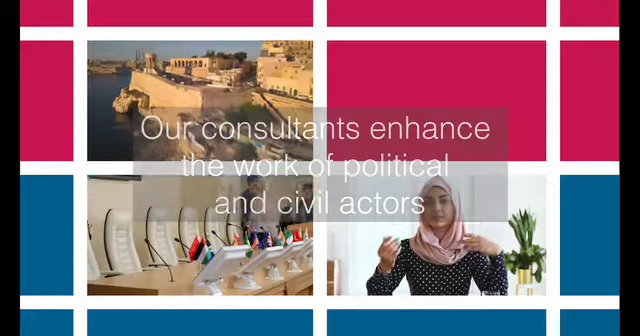 Our consultants enhance
the work of political
and civil actors